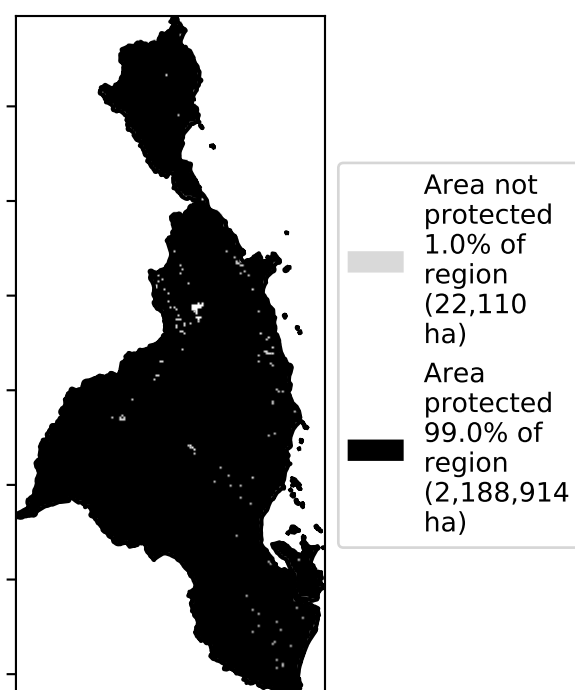 Area not
protected
1.0% of
region
(22,110
ha)
Area
protected
99.0% of
region
(2,188,914
ha)